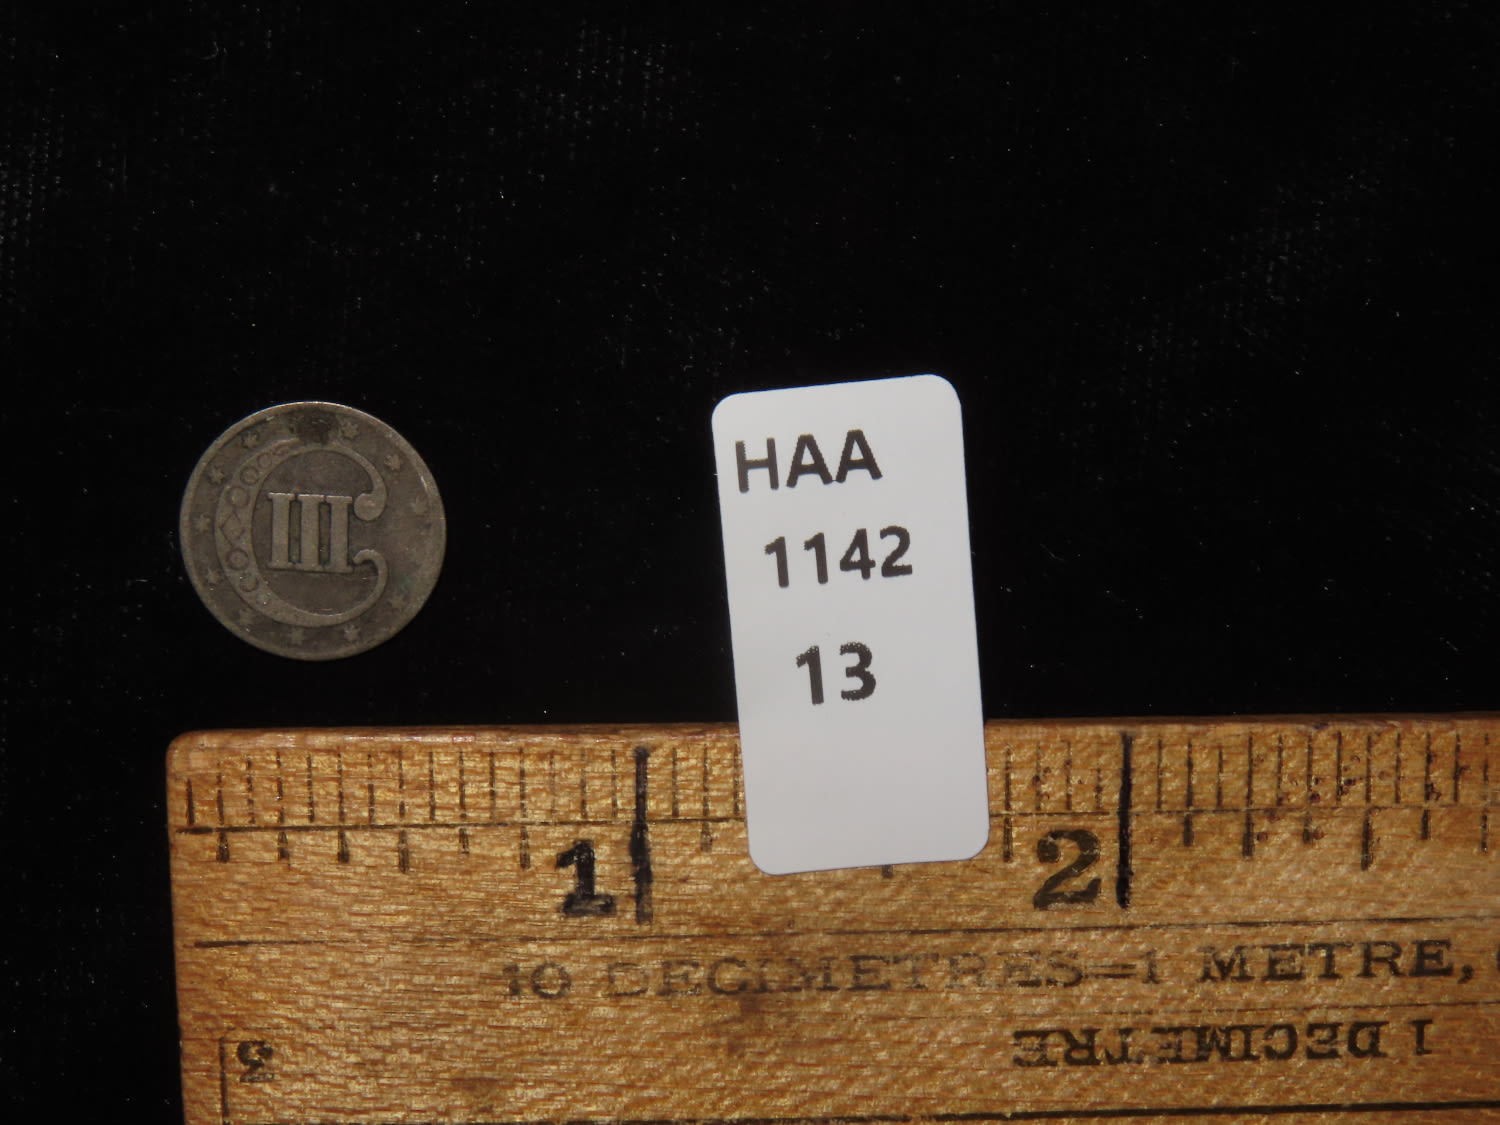 III
HAA
1142
13
1 2
10 DECIMETRES=1 METRE,
1 DECIMETRE